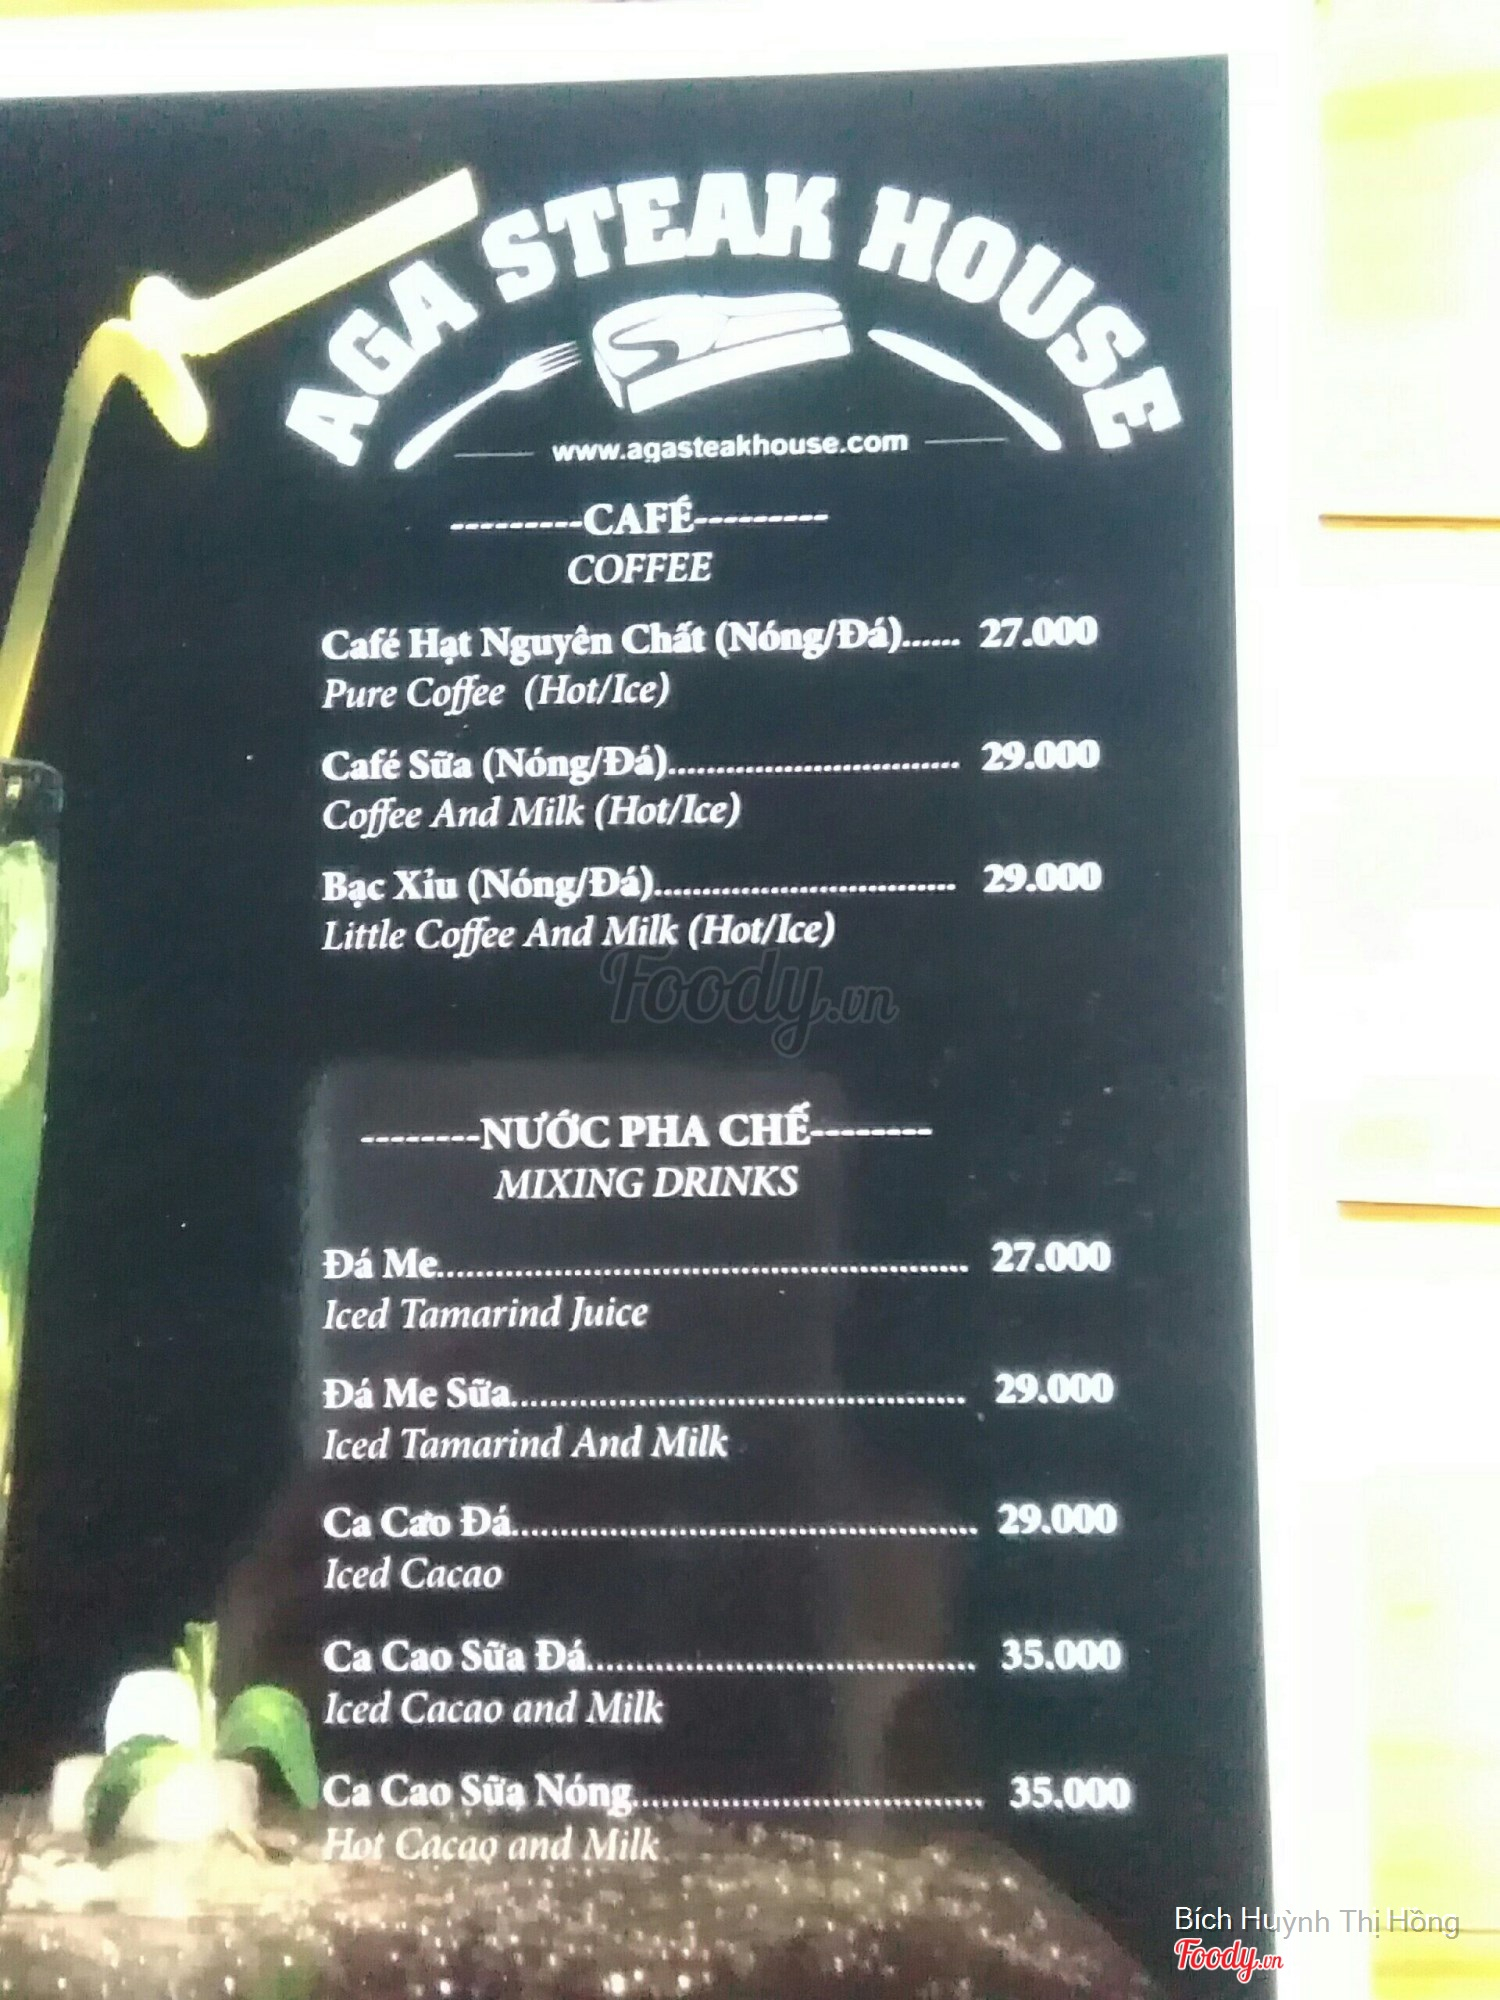 AGA STEAK HOUSE
www.agasteakhouse.com
---------CAFÉ---------
COFFEE
Café Hạt Nguyên Chất (Nóng/Đá)...... 27.000
Pure Coffee (Hot/Ice)
Café Sữa (Nóng/Đá)............................... 29.000
Coffee And Milk (Hot/Ice)
Bạc Xỉu (Nóng/Đá)................................ 29.000
Little Coffee And Milk (Hot/Ice)
Foody.vn
--------NƯỚC PHA CHẾ--------
MIXING DRINKS
Đá Me........................................................ 27.000
Iced Tamarind Juice
Đá Me Sữa................................................ 29.000
Iced Tamarind And Milk
Ca Cao Đá................................................. 29.000
Iced Cacao
Ca Cao Sữa Đá......................................... 35.000
Iced Cacao and Milk
Ca Cao Sữa Nóng..................................... 35.000
Hot Cacao and Milk
Bích Huỳnh Thị Hồng
Foody.vn